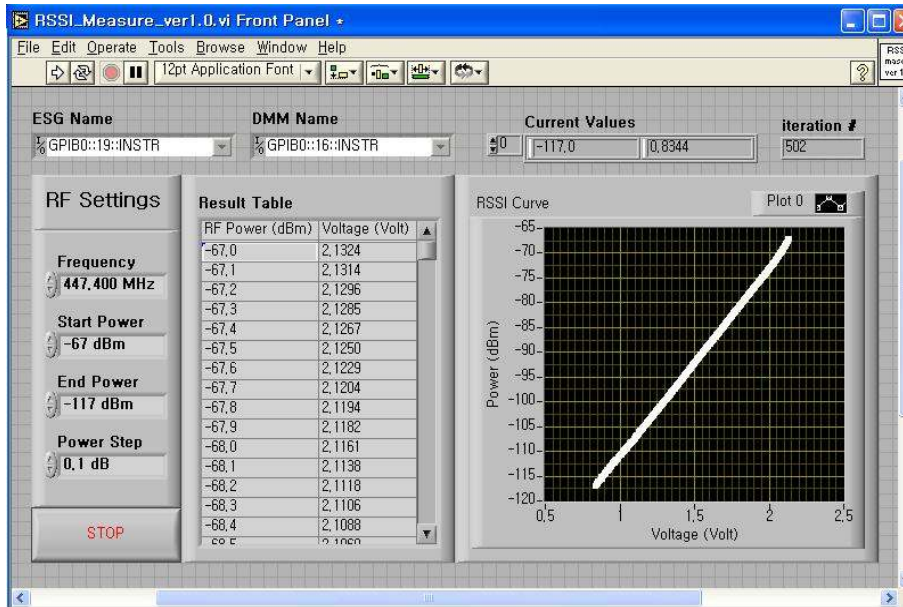 RSSI_Measure_ver1.0.vi Front Panel *
File Edit Operate Tools Browse Window Help
12pt Application Font
ESG Name
GPIB0::19::INSTR
DMM Name
GPIB0::16::INSTR
Current Values
0 -117,0 0,8344
iteration #
502
RF Settings
Frequency
447,400 MHz
Start Power
-67 dBm
End Power
-117 dBm
Power Step
0,1 dB
STOP
Result Table
RF Power (dBm) Voltage (Volt)
-67,0 2,1324
-67,1 2,1314
-67,2 2,1296
-67,3 2,1285
-67,4 2,1267
-67,5 2,1250
-67,6 2,1229
-67,7 2,1204
-67,8 2,1194
-67,9 2,1182
-68,0 2,1161
-68,1 2,1138
-68,2 2,1118
-68,3 2,1106
-68,4 2,1088
RSSI Curve
Plot 0
Power (dBm)
-65
-70
-75
-80
-85
-90
-95
-100
-105
-110
-115
-120
0,5 1 1,5 2 2,5
Voltage (Volt)